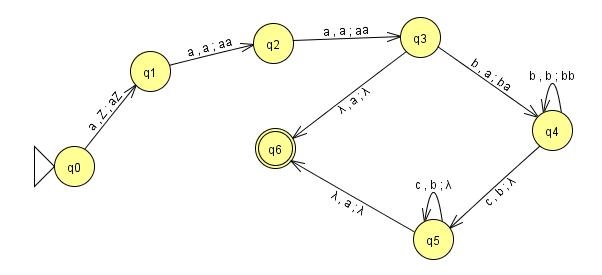 a , a ; aa
a , a ; aa
q3
q2
q1
b , a ; ba
b , b ; bb
a , Z ; aZ
λ , a ; λ
q4
q6
q0
c , b ; λ
c , b ; λ
λ , a ; λ
q5